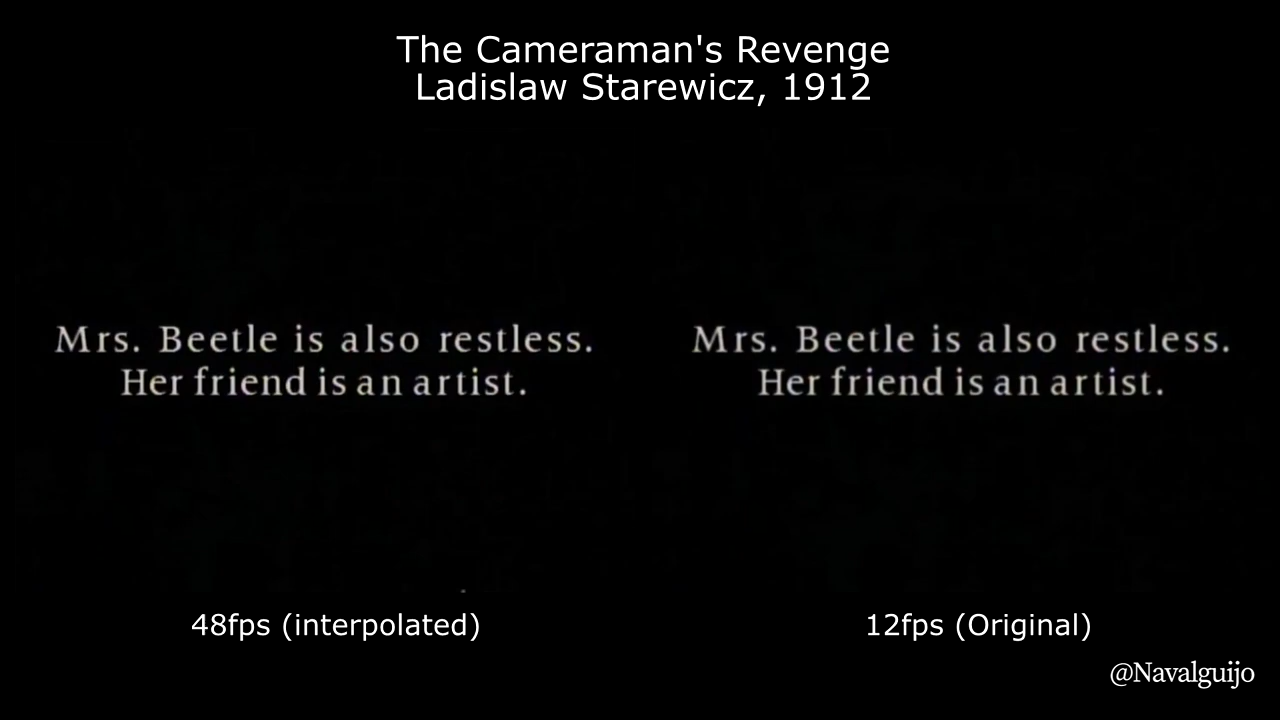 The Cameraman's Revenge
Ladislaw Starewicz, 1912
Mrs. Beetle is also restless.
Her friend is an artist.
Mrs. Beetle is also restless.
Her friend is an artist.
48fps (interpolated)
12fps (Original)
@Navalguijo